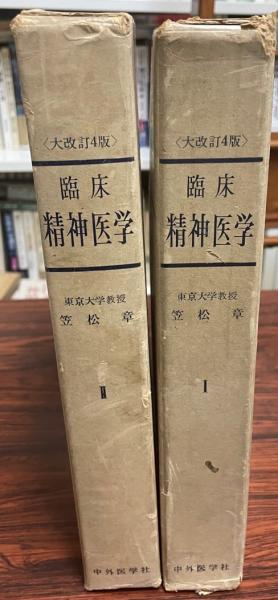 〈大改訂4版〉
臨床
精神医学
東京大学教授
笠松章
II
中外医学社
〈大改訂4版〉
臨床
精神医学
東京大学教授
笠松章
I
中外医学社